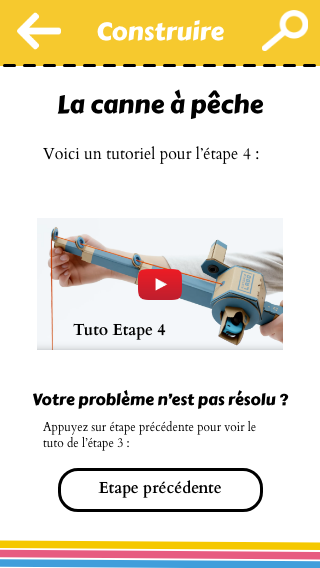 Construire
La canne à pêche
Voici un tutoriel pour l'étape 4 :
Tuto Etape 4
Votre problème n'est pas résolu ?
Appuyez sur étape précédente pour voir le
tuto de l'étape 3 :
Etape précédente